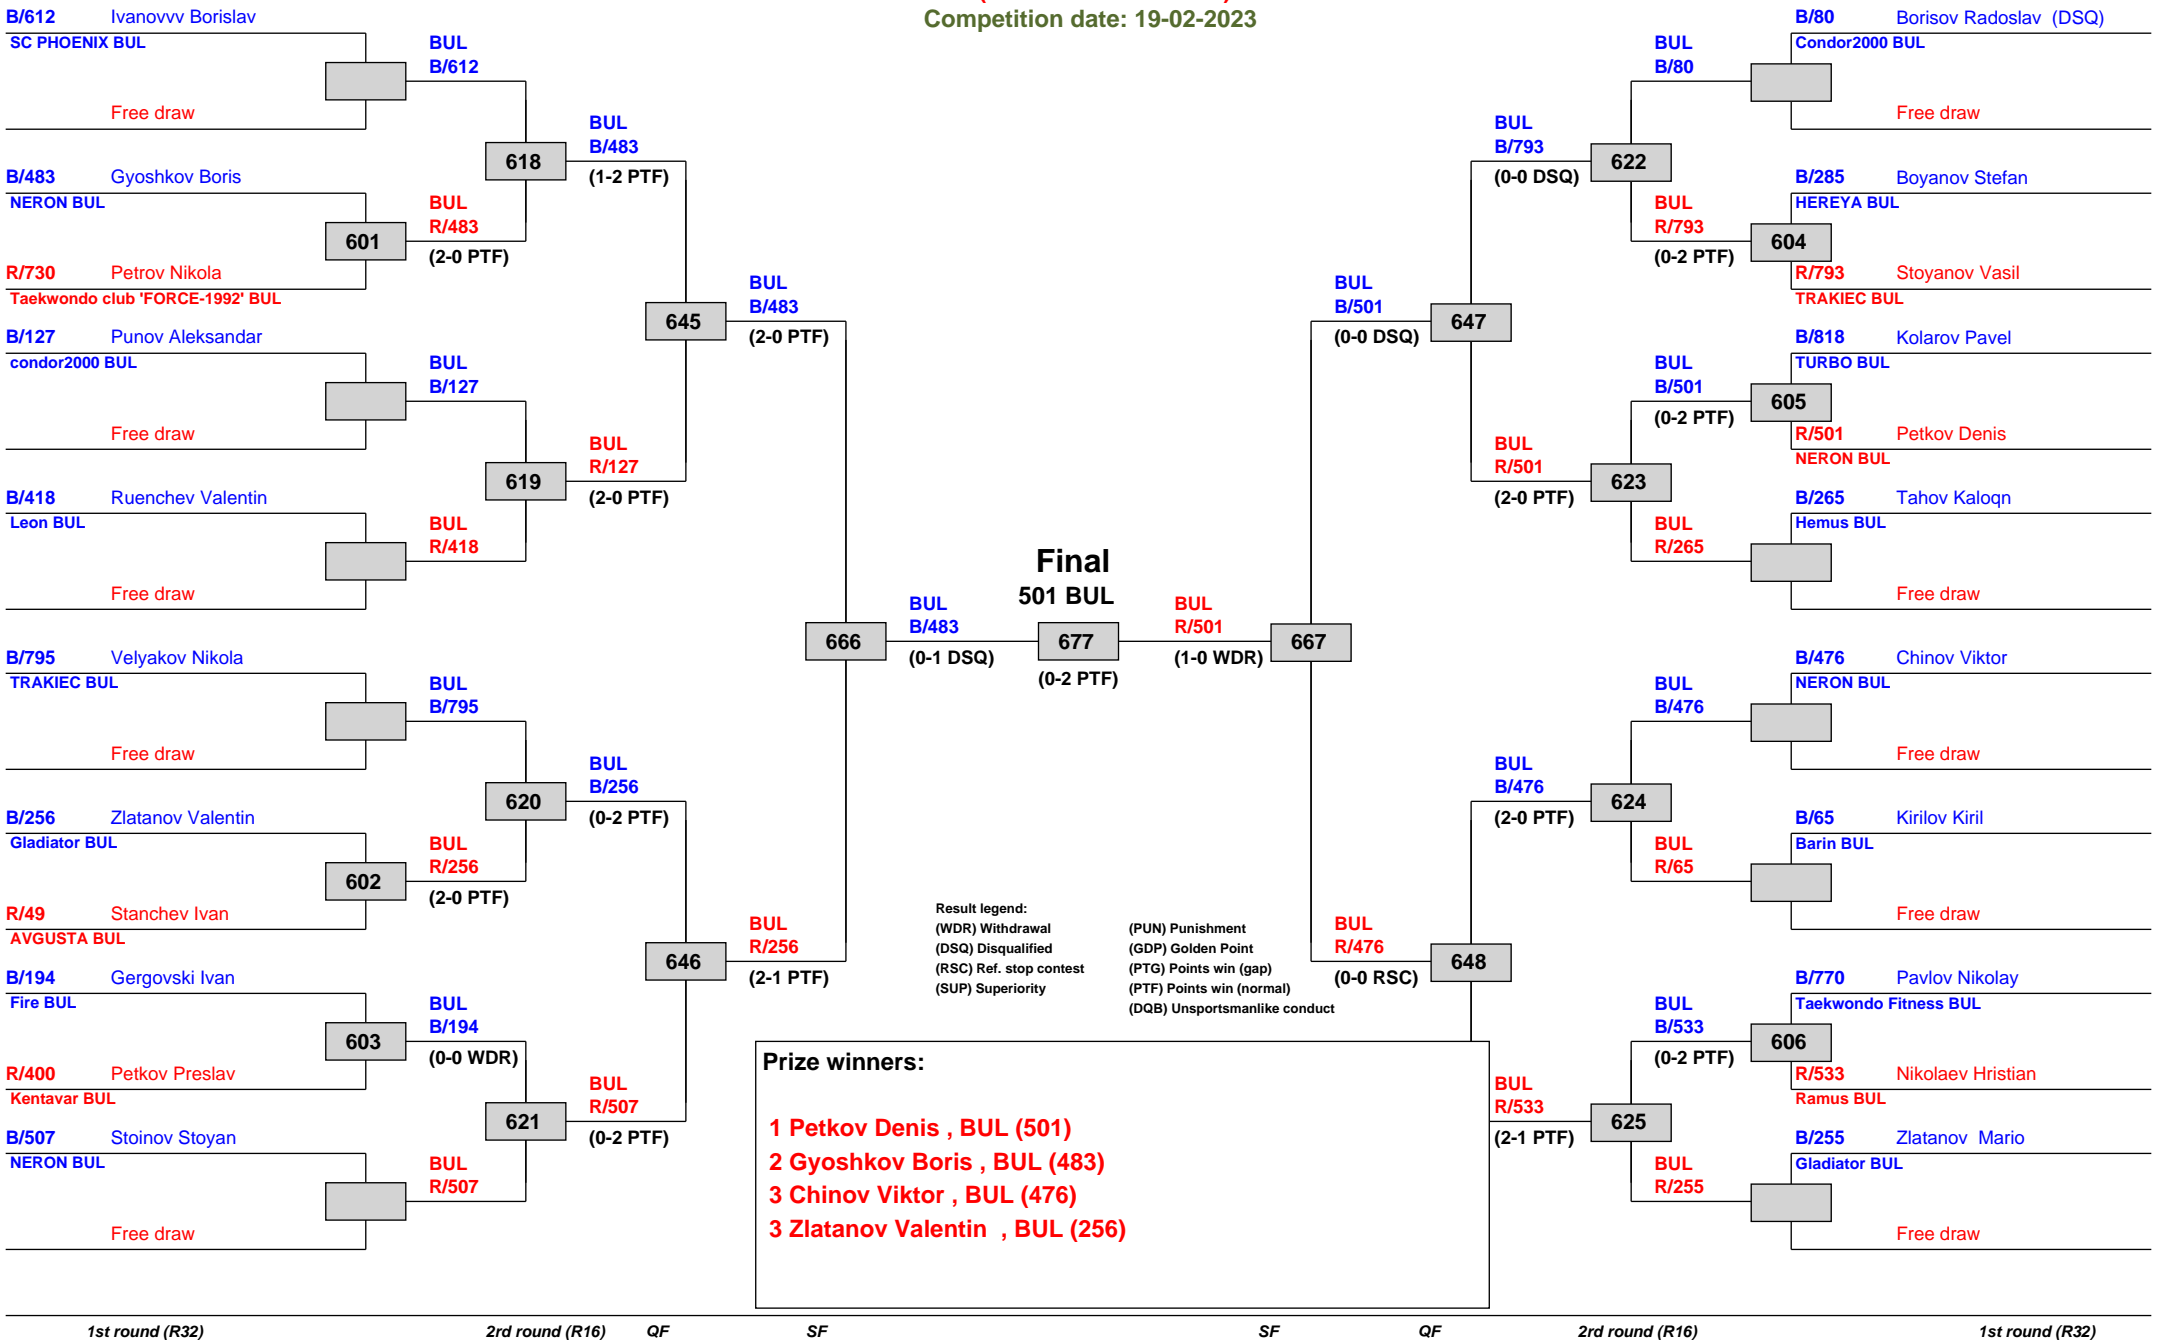 Competition date: 19-02-2023
B/612 Ivanovvv Borislav
SC PHOENIX BUL
Free draw
B/483 Gyoshkov Boris
NERON BUL
R/730 Petrov Nikola
Taekwondo club 'FORCE-1992' BUL
B/127 Punov Aleksandar
condor2000 BUL
Free draw
B/418 Ruenchev Valentin
Leon BUL
Free draw
B/795 Velyakov Nikola
TRAKIEC BUL
Free draw
B/256 Zlatanov Valentin
Gladiator BUL
R/49 Stanchev Ivan
AVGUSTA BUL
B/194 Gergovski Ivan
Fire BUL
R/400 Petkov Preslav
Kentavar BUL
B/507 Stoinov Stoyan
NERON BUL
Free draw
601
602
603
BUL
B/612
BUL
R/483
(2-0 PTF)
BUL
B/127
BUL
R/418
BUL
B/795
BUL
R/256
(2-0 PTF)
BUL
B/194
(0-0 WDR)
BUL
R/507
618
619
620
621
BUL
B/483
(1-2 PTF)
BUL
R/127
(2-0 PTF)
BUL
B/256
(0-2 PTF)
BUL
R/507
(0-2 PTF)
645
646
BUL
B/483
(2-0 PTF)
BUL
R/256
(2-1 PTF)
666
BUL
B/483
(0-1 DSQ)
Final
501 BUL
677
(0-2 PTF)
BUL
R/501
(1-0 WDR)
667
BUL
B/501
(0-0 DSQ)
BUL
R/476
(0-0 RSC)
647
648
BUL
B/793
(0-0 DSQ)
BUL
R/501
(2-0 PTF)
BUL
B/476
(2-0 PTF)
BUL
R/533
(2-1 PTF)
622
623
624
625
BUL
B/80
BUL
R/793
(0-2 PTF)
BUL
B/501
(0-2 PTF)
BUL
R/265
BUL
B/476
BUL
R/65
BUL
B/533
(0-2 PTF)
BUL
R/255
604
605
606
B/80 Borisov Radoslav (DSQ)
Condor2000 BUL
Free draw
B/285 Boyanov Stefan
HEREYA BUL
R/793 Stoyanov Vasil
TRAKIEC BUL
B/818 Kolarov Pavel
TURBO BUL
R/501 Petkov Denis
NERON BUL
B/265 Tahov Kaloqn
Hemus BUL
Free draw
B/476 Chinov Viktor
NERON BUL
Free draw
B/65 Kirilov Kiril
Barin BUL
Free draw
B/770 Pavlov Nikolay
Taekwondo Fitness BUL
R/533 Nikolaev Hristian
Ramus BUL
B/255 Zlatanov Mario
Gladiator BUL
Free draw
Result legend:
(WDR) Withdrawal (PUN) Punishment
(DSQ) Disqualified (GDP) Golden Point
(RSC) Ref. stop contest (PTG) Points win (gap)
(SUP) Superiority (PTF) Points win (normal)
(DQB) Unsportsmanlike conduct
Prize winners:
1 Petkov Denis , BUL (501)
2 Gyoshkov Boris , BUL (483)
3 Chinov Viktor , BUL (476)
3 Zlatanov Valentin , BUL (256)
1st round (R32) 2rd round (R16) QF SF SF QF 2rd round (R16) 1st round (R32)